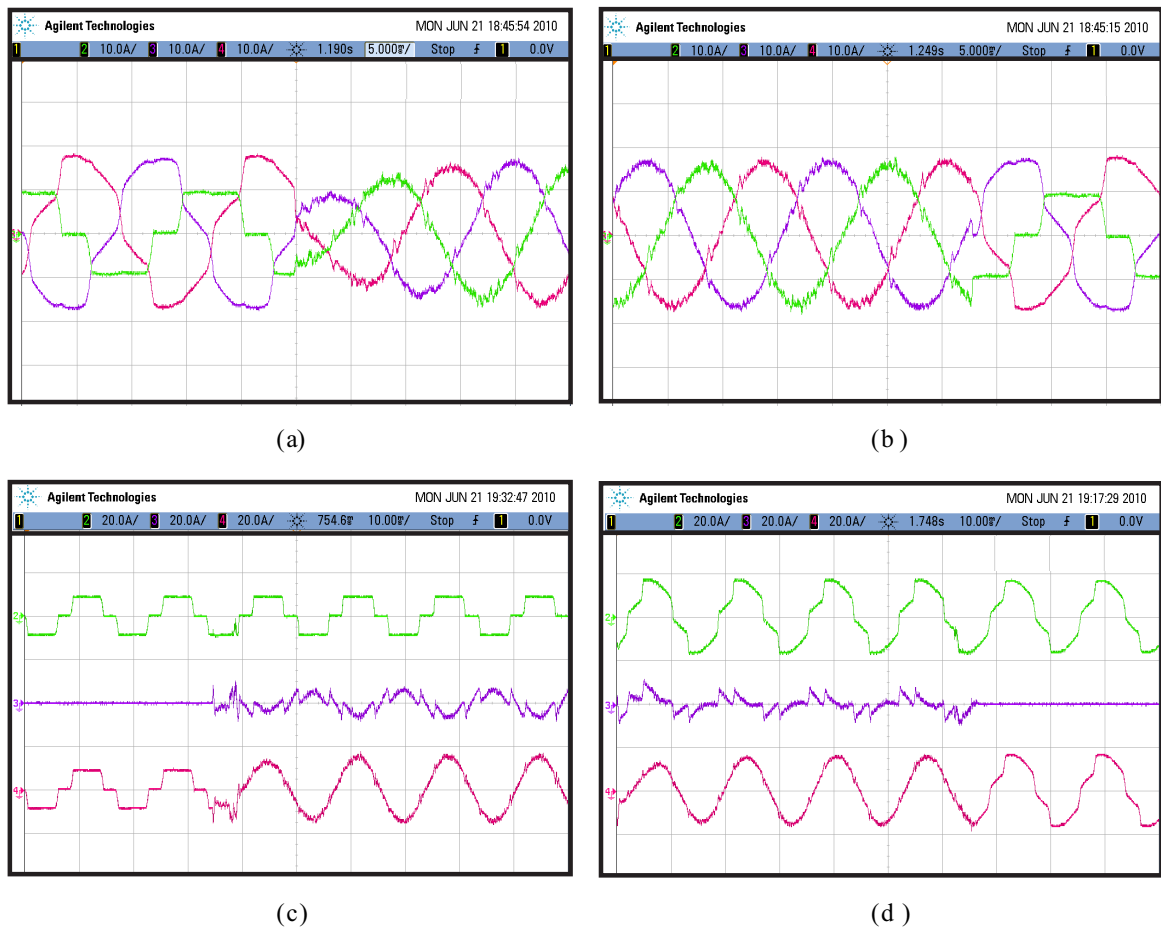 Agilent Technologies MON JUN 21 18:45:54 2010
1 2 10.0A/ 3 10.0A/ 4 10.0A/ 1.190s 5.000m/ Stop 1 0.0V
(a)
Agilent Technologies MON JUN 21 18:45:15 2010
1 2 10.0A/ 3 10.0A/ 4 10.0A/ 1.249s 5.000m/ Stop 1 0.0V
(b )
Agilent Technologies MON JUN 21 19:32:47 2010
1 2 20.0A/ 3 20.0A/ 4 20.0A/ 754.6m 10.00m/ Stop 1 0.0V
2
3
4
(c)
Agilent Technologies MON JUN 21 19:17:29 2010
1 2 20.0A/ 3 20.0A/ 4 20.0A/ 1.748s 10.00m/ Stop 1 0.0V
2
3
4
(d )